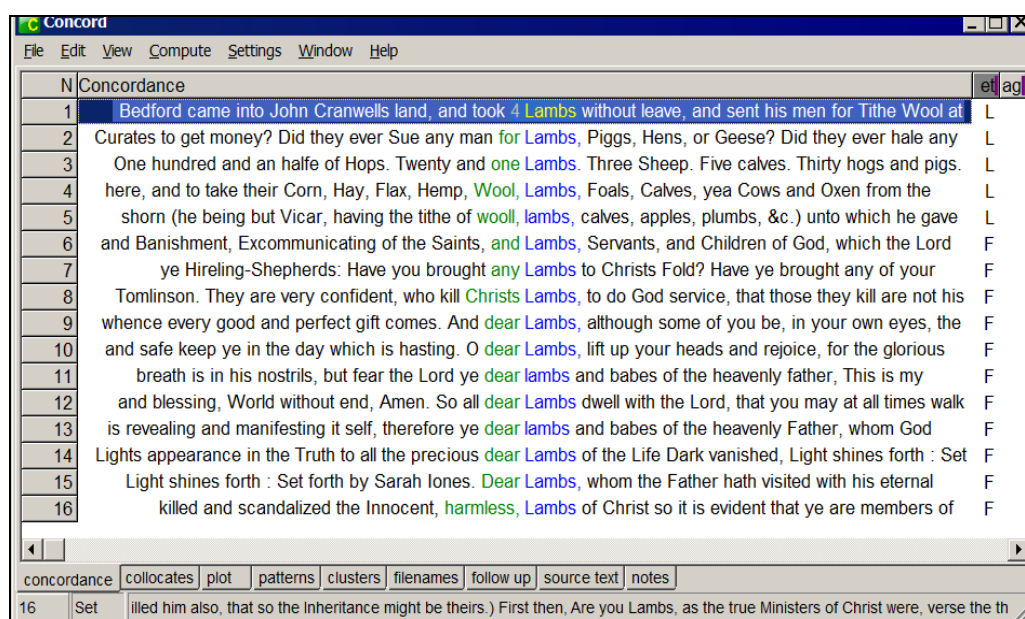 Concord
File Edit View Compute Settings Window Help
N Concordance et ag
1 Bedford came into John Cranwells land, and took 4 Lambs without leave, and sent his men for Tithe Wool at L
2 Curates to get money? Did they ever Sue any man for Lambs, Piggs, Hens, or Geese? Did they ever hale any L
3 One hundred and an halfe of Hops. Twenty and one Lambs. Three Sheep. Five calves. Thirty hogs and pigs. L
4 here, and to take their Corn, Hay, Flax, Hemp, Wool, Lambs, Foals, Calves, yea Cows and Oxen from the L
5 shorn (he being but Vicar, having the tithe of wooll, lambs, calves, apples, plumbs, &c.) unto which he gave L
6 and Banishment, Excommunicating of the Saints, and Lambs, Servants, and Children of God, which the Lord F
7 ye Hireling-Shepherds: Have you brought any Lambs to Christs Fold? Have ye brought any of your F
8 Tomlinson. They are very confident, who kill Christs Lambs, to do God service, that those they kill are not his F
9 whence every good and perfect gift comes. And dear Lambs, although some of you be, in your own eyes, the F
10 and safe keep ye in the day which is hasting. O dear Lambs, lift up your heads and rejoice, for the glorious F
11 breath is in his nostrils, but fear the Lord ye dear lambs and babes of the heavenly father, This is my F
12 and blessing, World without end, Amen. So all dear Lambs dwell with the Lord, that you may at all times walk F
13 is revealing and manifesting it self, therefore ye dear lambs and babes of the heavenly Father, whom God F
14 Lights appearance in the Truth to all the precious dear Lambs of the Life Dark vanished, Light shines forth : Set F
15 Light shines forth : Set forth by Sarah Iones. Dear Lambs, whom the Father hath visited with his eternal F
16 killed and scandalized the Innocent, harmless, Lambs of Christ so it is evident that ye are members of F
concordance collocates plot patterns clusters filenames follow up source text notes
16 Set illed him also, that so the Inheritance might be theirs.) First then, Are you Lambs, as the true Ministers of Christ were, verse the th